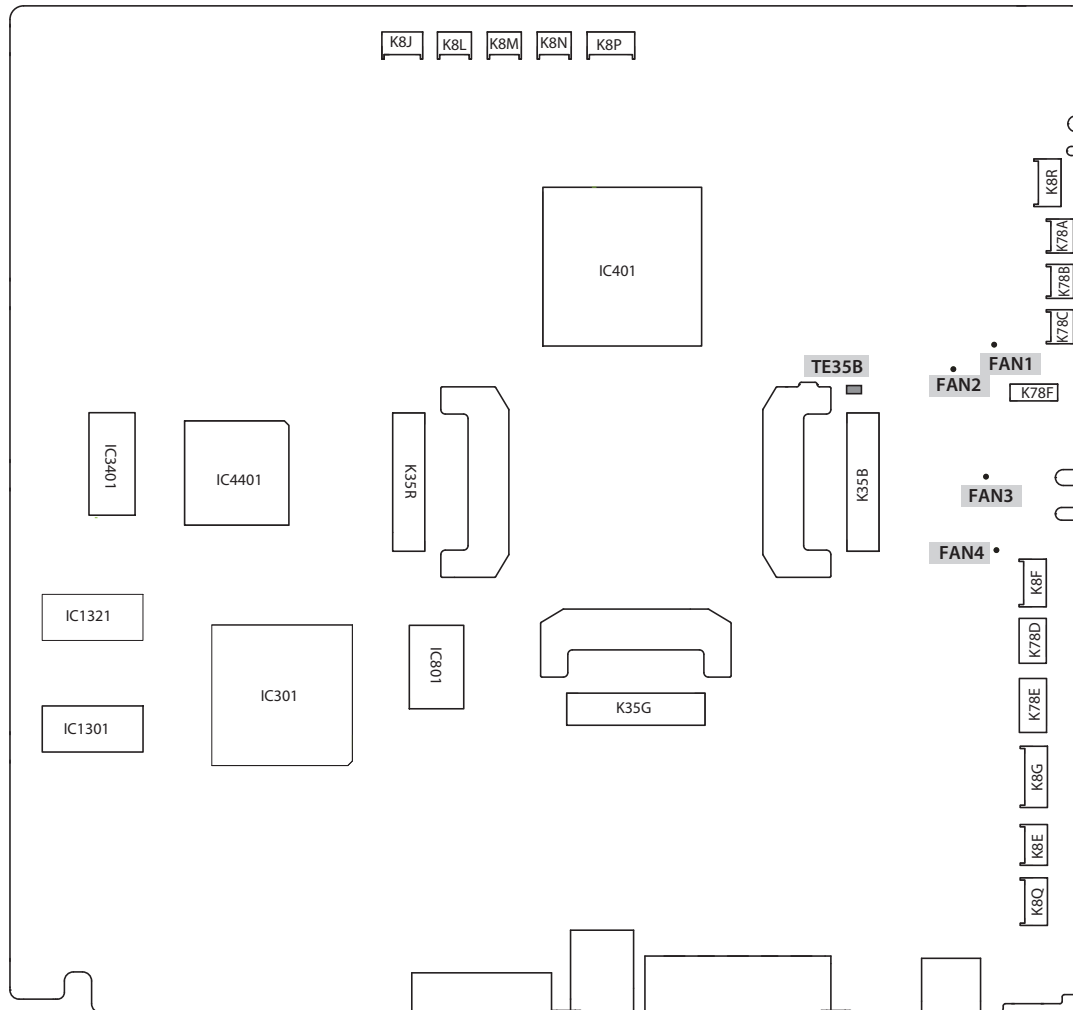 K8J
K8L
K8M
K8N
K8P
K8R
K78A
K78B
K78C
IC401
FAN1
TE35B
FAN2
K78F
IC3401
IC4401
K35R
K35B
FAN3
FAN4
K8F
IC1321
K78D
IC801
IC301
K35G
K78E
IC1301
K8G
K8E
K8Q